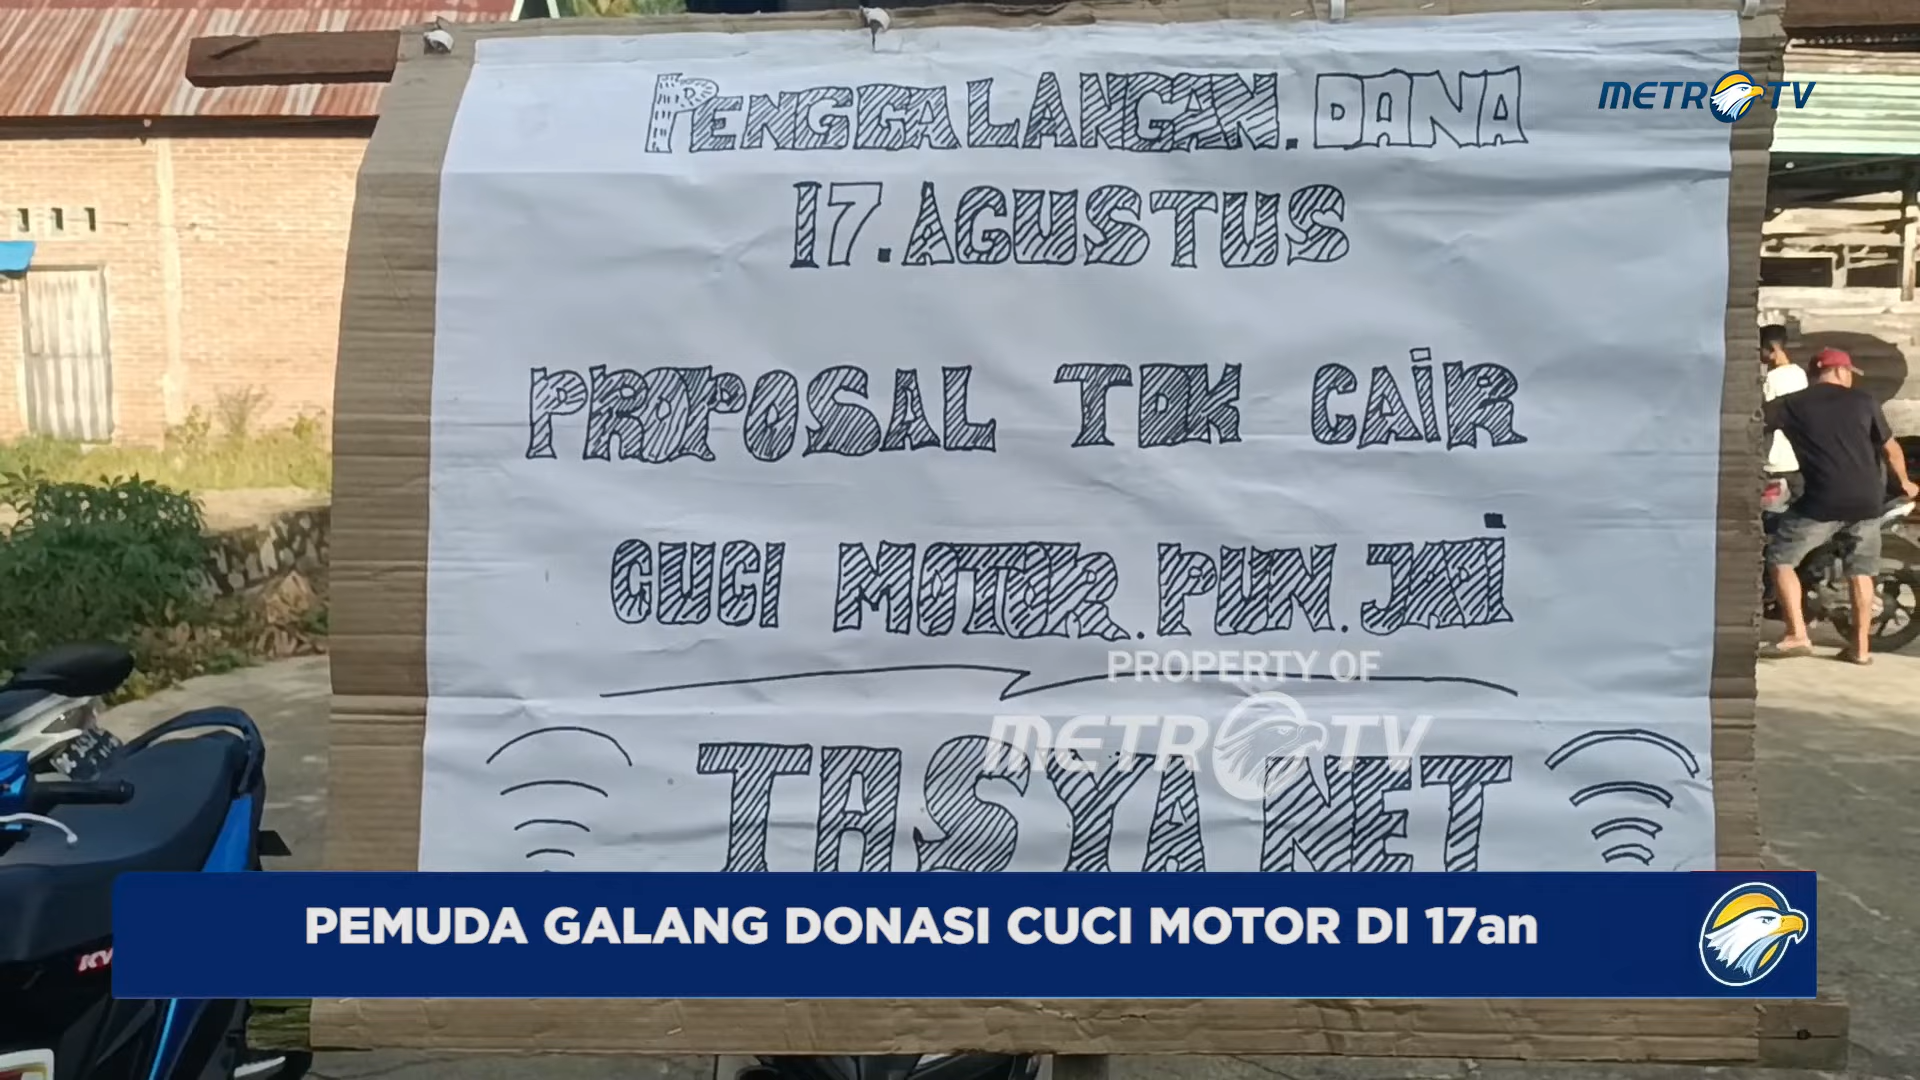 PENGGALANGAN. DANA
METRO TV
17. AGUSTUS
PROPOSAL TDK CAIR
CUCI MOTOR. PUN. JADI
PROPERTY OF
METRO TV
TASYA NET
PEMUDA GALANG DONASI CUCI MOTOR DI 17an